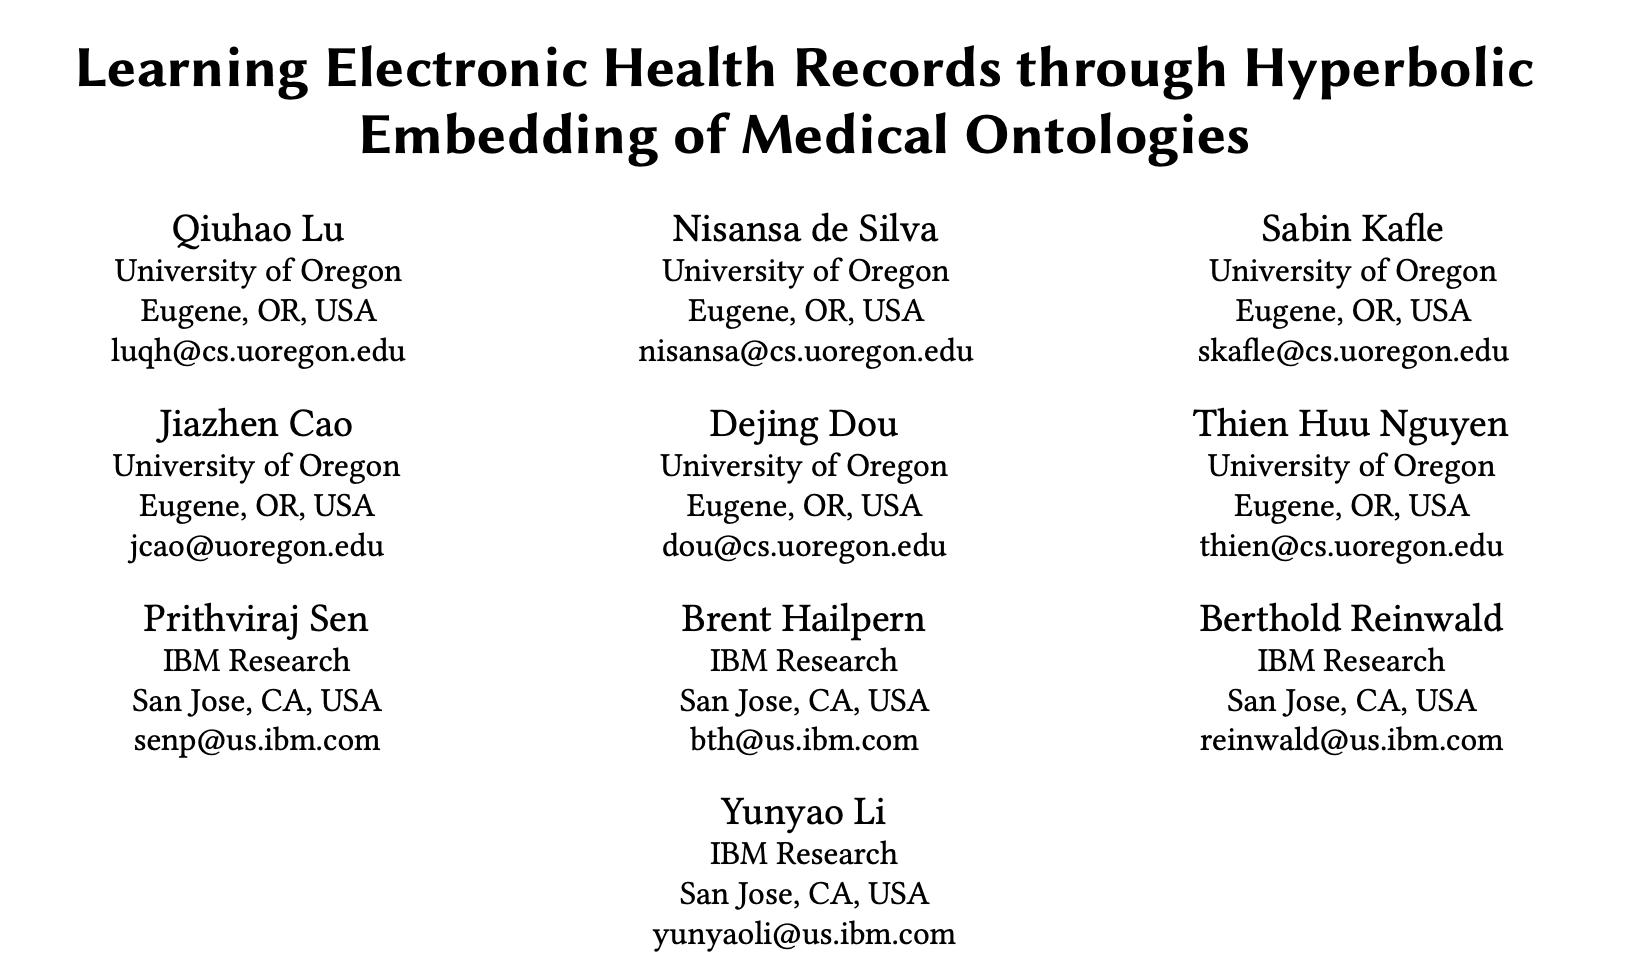 Learning Electronic Health Records through Hyperbolic
Embedding of Medical Ontologies
Qiuhao Lu
University of Oregon
Eugene, OR, USA
luqh@cs.uoregon.edu
Nisansa de Silva
University of Oregon
Eugene, OR, USA
nisansa@cs.uoregon.edu
Sabin Kafle
University of Oregon
Eugene, OR, USA
skafle@cs.uoregon.edu
Jiazhen Cao
University of Oregon
Eugene, OR, USA
jcao@uoregon.edu
Dejing Dou
University of Oregon
Eugene, OR, USA
dou@cs.uoregon.edu
Thien Huu Nguyen
University of Oregon
Eugene, OR, USA
thien@cs.uoregon.edu
Prithviraj Sen
IBM Research
San Jose, CA, USA
senp@us.ibm.com
Brent Hailpern
IBM Research
San Jose, CA, USA
bth@us.ibm.com
Berthold Reinwald
IBM Research
San Jose, CA, USA
reinwald@us.ibm.com
Yunyao Li
IBM Research
San Jose, CA, USA
yunyaoli@us.ibm.com